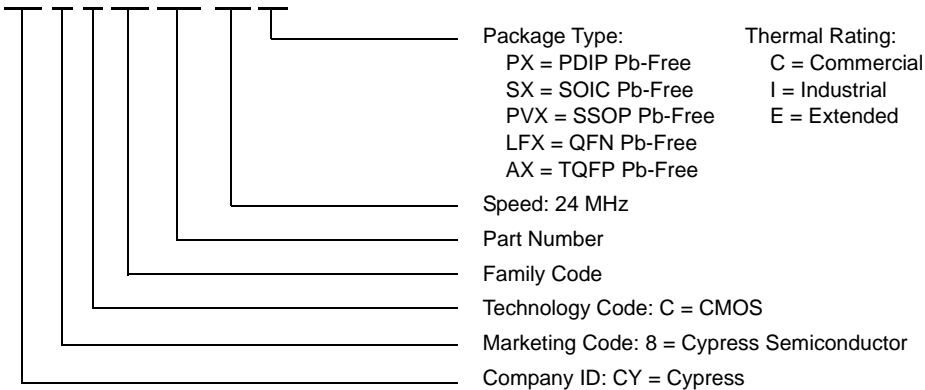 Package Type: Thermal Rating:
PX = PDIP Pb-Free C = Commercial
SX = SOIC Pb-Free I = Industrial
PVX = SSOP Pb-Free E = Extended
LFX = QFN Pb-Free
AX = TQFP Pb-Free
Speed: 24 MHz
Part Number
Family Code
Technology Code: C = CMOS
Marketing Code: 8 = Cypress Semiconductor
Company ID: CY = Cypress